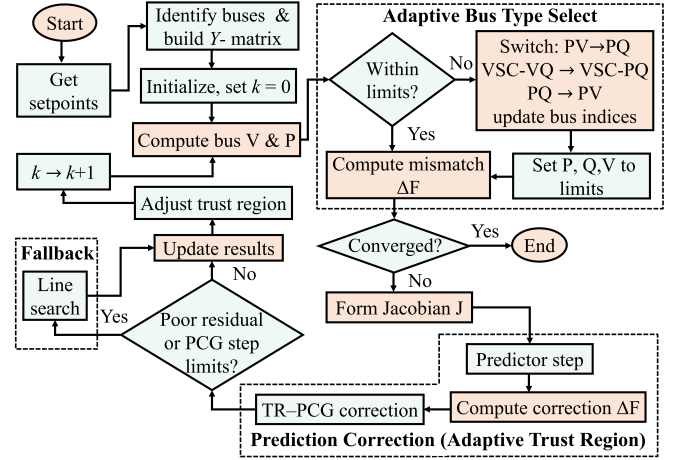 Start
Get
setpoints
Identify buses &
build Y- matrix
Initialize, set k = 0
Compute bus V & P
k → k+1
Adjust trust region
Update results
Fallback
Line
search
Yes
No
Poor residual
or PCG step
limits?
Adaptive Bus Type Select
Within
limits?
No
Yes
Switch: PV→PQ
VSC-VQ → VSC-PQ
PQ → PV
update bus indices
Set P, Q,V to
limits
Compute mismatch
ΔF
Converged?
Yes
End
No
Form Jacobian J
Predictor step
Compute correction ΔF
TR–PCG correction
Prediction Correction (Adaptive Trust Region)